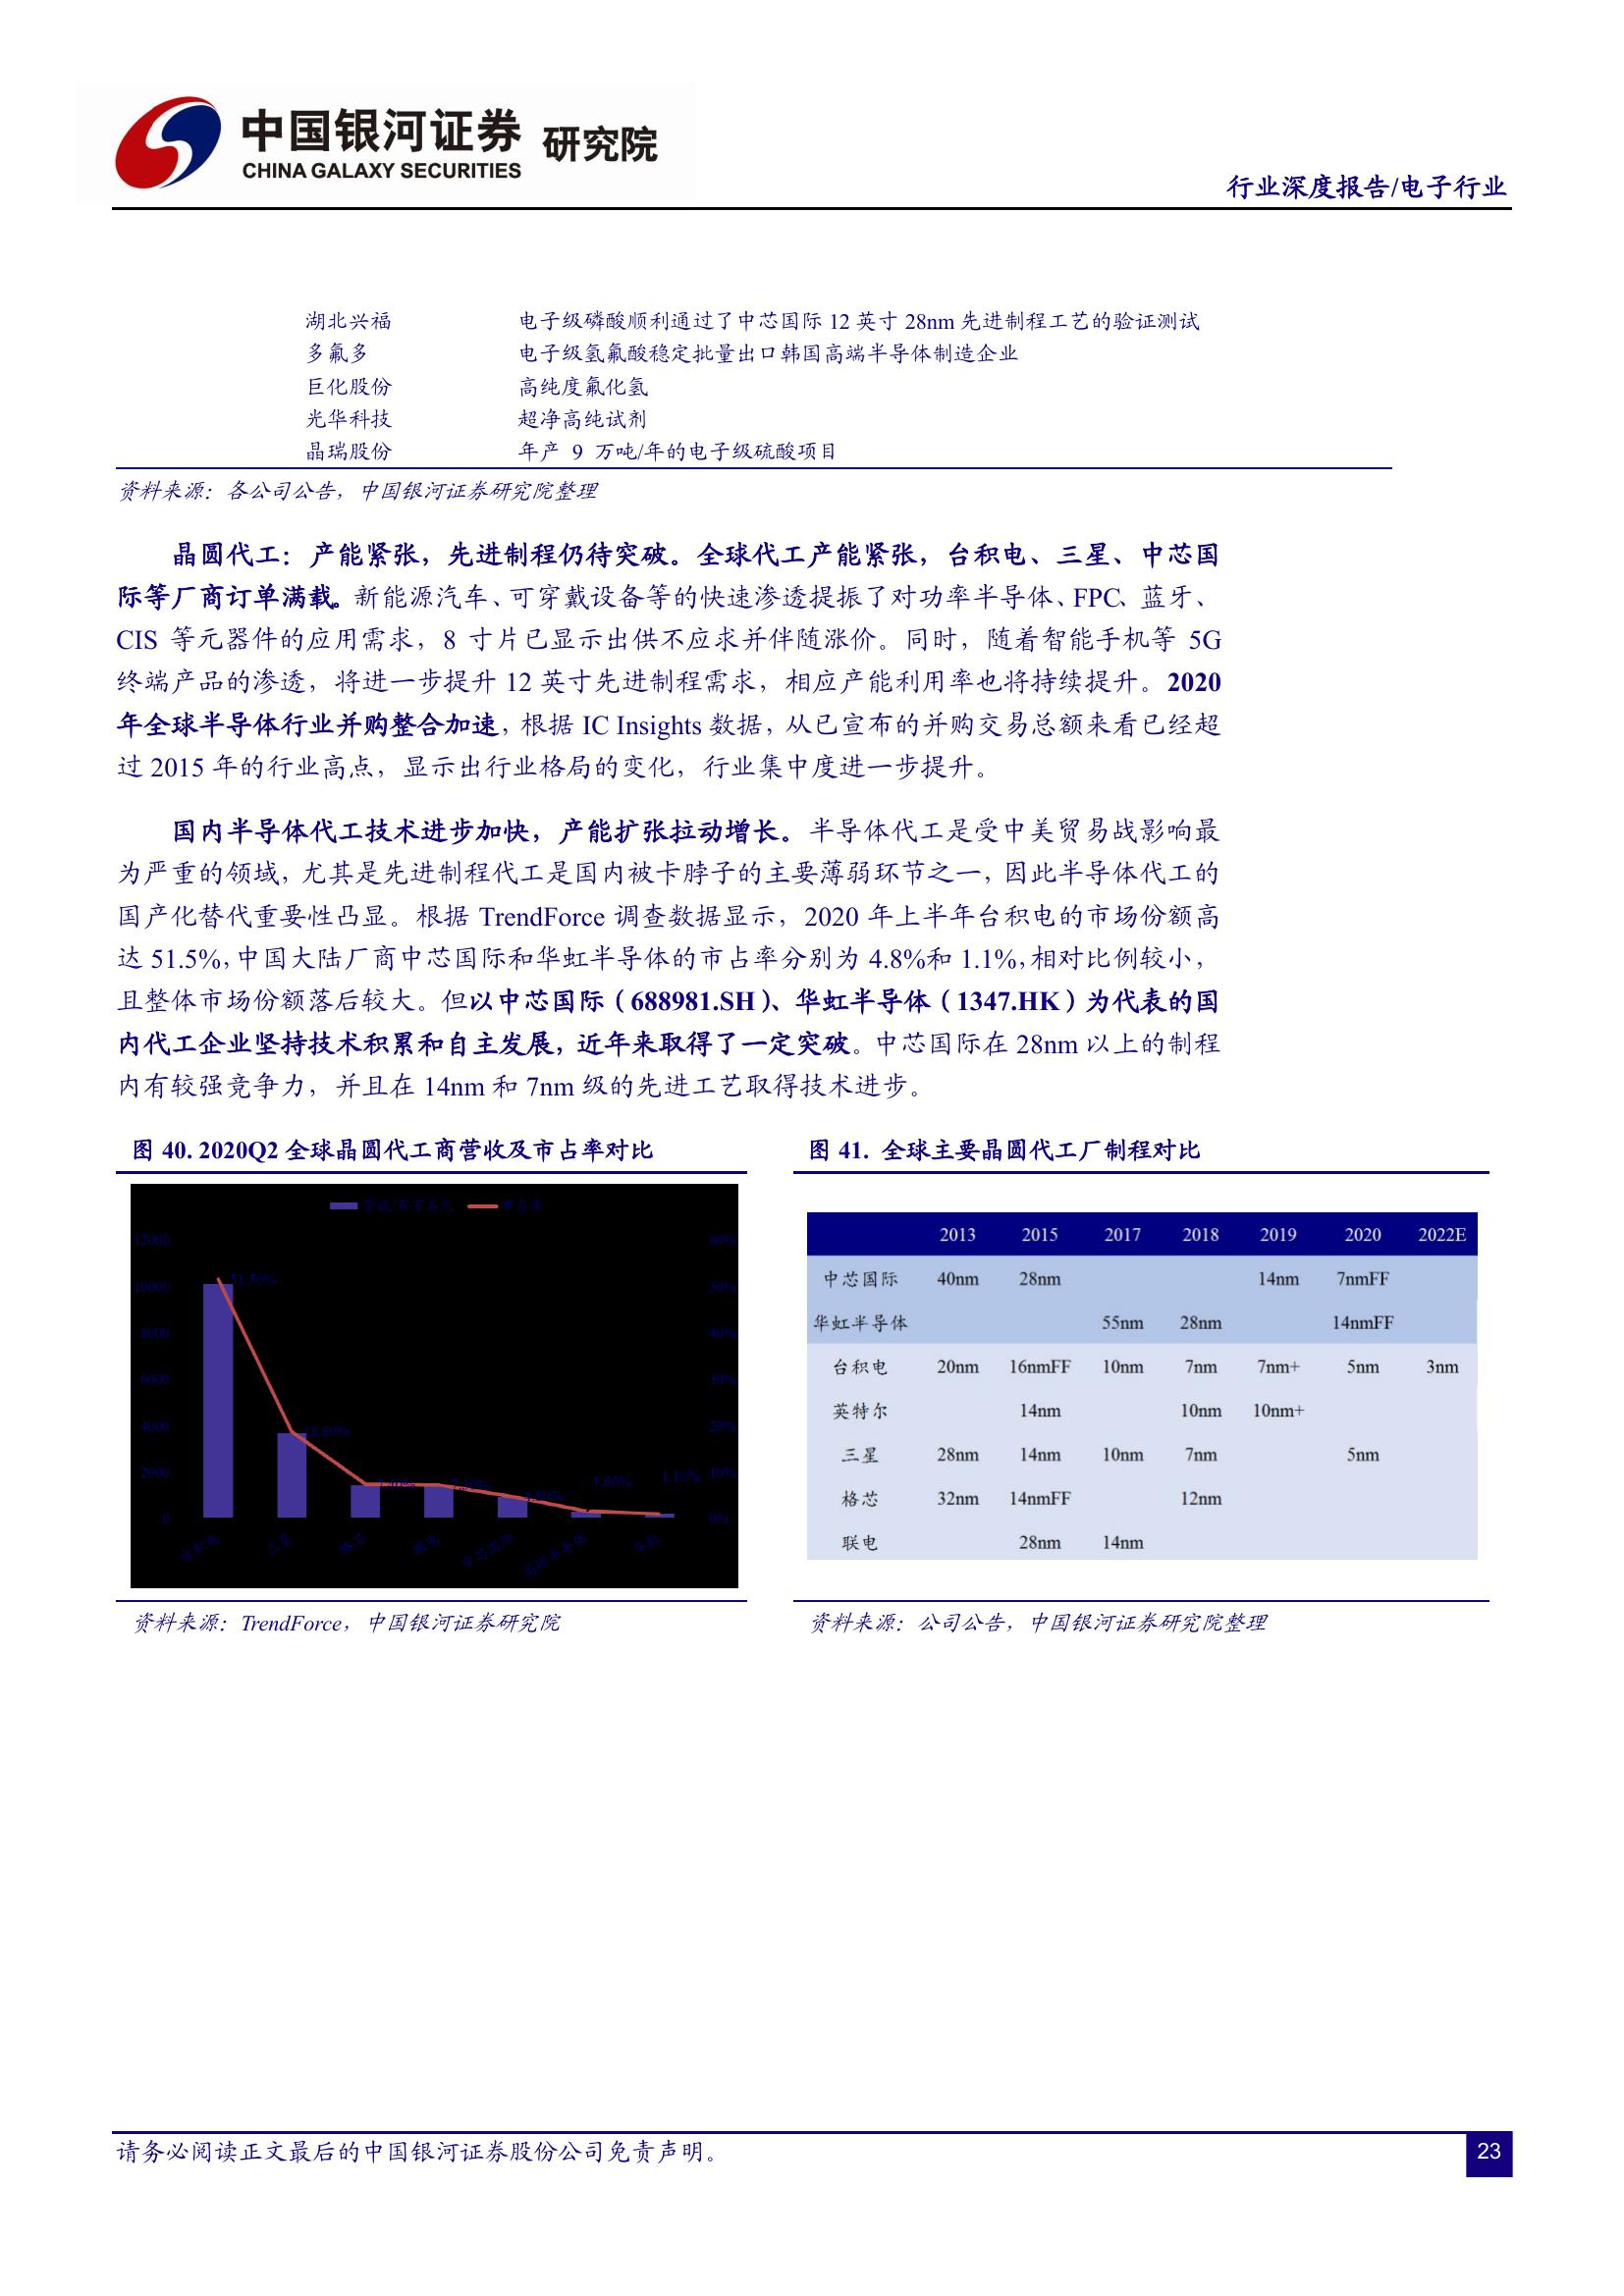 中国银河证券 研究院
CHINA GALAXY SECURITIES
行业深度报告/电子行业
湖北兴福 电子级磷酸顺利通过了中芯国际 12 英寸 28nm 先进制程工艺的验证测试
多氟多 电子级氢氟酸稳定批量出口韩国高端半导体制造企业
巨化股份 高纯度氟化氢
光华科技 超净高纯试剂
晶瑞股份 年产 9 万吨/年的电子级硫酸项目
资料来源：各公司公告，中国银河证券研究院整理
晶圆代工：产能紧张，先进制程仍待突破。全球代工产能紧张，台积电、三星、中芯国
际等厂商订单满载。新能源汽车、可穿戴设备等的快速渗透提振了对功率半导体、FPC、蓝牙、
CIS 等元器件的应用需求，8 寸片已显示出供不应求并伴随涨价。同时，随着智能手机等 5G
终端产品的渗透，将进一步提升 12 英寸先进制程需求，相应产能利用率也将持续提升。2020
年全球半导体行业并购整合加速，根据 IC Insights 数据，从已宣布的并购交易总额来看已经超
过 2015 年的行业高点，显示出行业格局的变化，行业集中度进一步提升。
国内半导体代工技术进步加快，产能扩张拉动增长。半导体代工是受中美贸易战影响最
为严重的领域，尤其是先进制程代工是国内被卡脖子的主要薄弱环节之一，因此半导体代工的
国产化替代重要性凸显。根据 TrendForce 调查数据显示，2020 年上半年台积电的市场份额高
达 51.5%，中国大陆厂商中芯国际和华虹半导体的市占率分别为 4.8%和 1.1%，相对比例较小，
且整体市场份额落后较大。但以中芯国际（688981.SH）、华虹半导体（1347.HK）为代表的国
内代工企业坚持技术积累和自主发展，近年来取得了一定突破。中芯国际在 28nm 以上的制程
内有较强竞争力，并且在 14nm 和 7nm 级的先进工艺取得技术进步。
图 40. 2020Q2 全球晶圆代工商营收及市占率对比
12000 60%
10000 51.50% 50%
8000 40%
6000 30%
4000 20%
2000 1.10% 10%
0 0%
台积电 三星 格芯 联电 中芯国际
资料来源：TrendForce，中国银河证券研究院
图 41. 全球主要晶圆代工厂制程对比
2013 2015 2017 2018 2019 2020 2022E
中芯国际 40nm 28nm 14nm 7nmFF
华虹半导体 55nm 28nm 14nmFF
台积电 20nm 16nmFF 10nm 7nm 7nm+ 5nm 3nm
英特尔 14nm 10nm 10nm+
三星 28nm 14nm 10nm 7nm 5nm
格芯 32nm 14nmFF 12nm
联电 28nm 14nm
资料来源：公司公告，中国银河证券研究院整理
请务必阅读正文最后的中国银河证券股份公司免责声明。
23